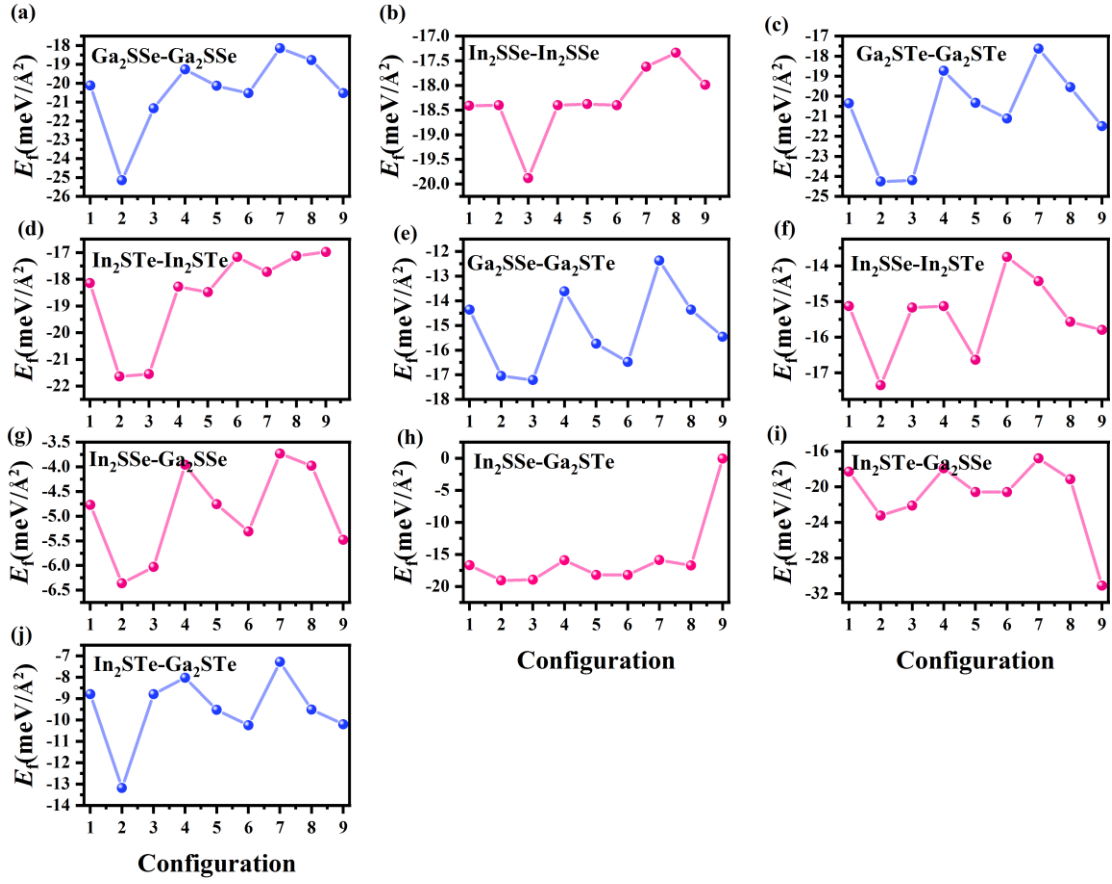 (a)
Ga₂SSe-Ga₂SSe
E_f(meV/Å²)
-18
-19
-20
-21
-22
-23
-24
-25
-26
1 2 3 4 5 6 7 8 9
(b)
In₂SSe-In₂SSe
E_f(meV/Å²)
-17.0
-17.5
-18.0
-18.5
-19.0
-19.5
-20.0
1 2 3 4 5 6 7 8 9
(c)
Ga₂STe-Ga₂STe
E_f(meV/Å²)
-17
-18
-19
-20
-21
-22
-23
-24
-25
1 2 3 4 5 6 7 8 9
(d)
In₂STe-In₂STe
E_f(meV/Å²)
-17
-18
-19
-20
-21
-22
1 2 3 4 5 6 7 8 9
(e)
Ga₂SSe-Ga₂STe
E_f(meV/Å²)
-12
-13
-14
-15
-16
-17
-18
1 2 3 4 5 6 7 8 9
(f)
In₂SSe-In₂STe
E_f(meV/Å²)
-14
-15
-16
-17
1 2 3 4 5 6 7 8 9
(g)
In₂SSe-Ga₂SSe
E_f(meV/Å²)
-3.5
-4.0
-4.5
-5.0
-5.5
-6.0
-6.5
1 2 3 4 5 6 7 8 9
(h)
In₂SSe-Ga₂STe
E_f(meV/Å²)
0
-5
-10
-15
-20
1 2 3 4 5 6 7 8 9
Configuration
(i)
In₂STe-Ga₂SSe
E_f(meV/Å²)
-16
-20
-24
-28
-32
1 2 3 4 5 6 7 8 9
Configuration
(j)
In₂STe-Ga₂STe
E_f(meV/Å²)
-7
-8
-9
-10
-11
-12
-13
-14
1 2 3 4 5 6 7 8 9
Configuration